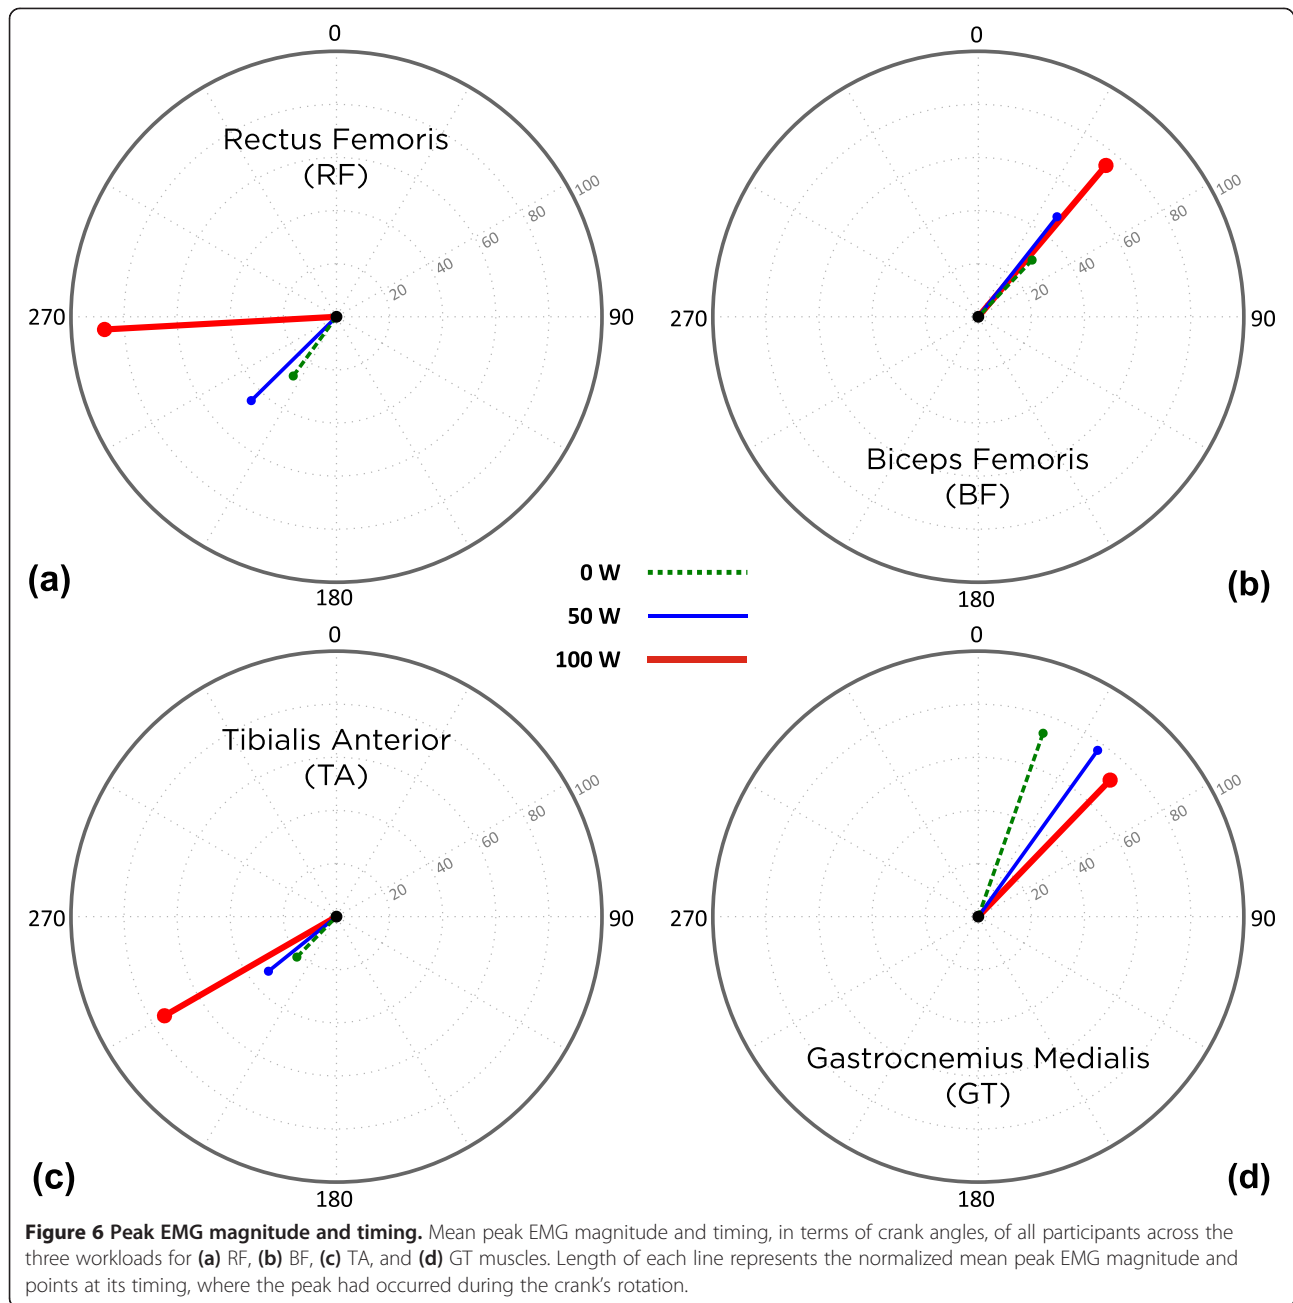 0
Rectus Femoris
(RF)
100
80
60
40
20
270
90
180
(a)
0
100
80
60
40
20
270
90
Biceps Femoris
(BF)
180
(b)
0 W
50 W
100 W
0
Tibialis Anterior
(TA)
100
80
60
40
20
270
90
180
(c)
0
100
80
60
40
20
270
90
Gastrocnemius Medialis
(GT)
180
(d)
Figure 6 Peak EMG magnitude and timing. Mean peak EMG magnitude and timing, in terms of crank angles, of all participants across the
three workloads for (a) RF, (b) BF, (c) TA, and (d) GT muscles. Length of each line represents the normalized mean peak EMG magnitude and
points at its timing, where the peak had occurred during the crank's rotation.